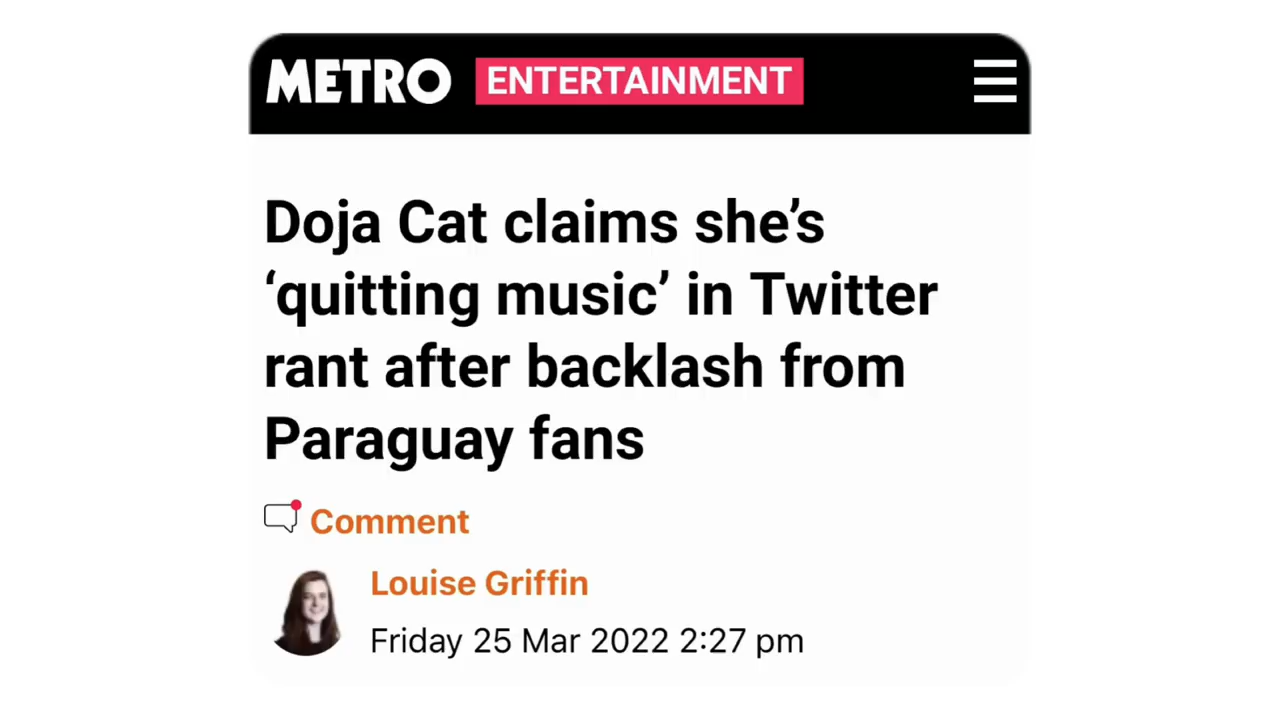 METRO ENTERTAINMENT
Doja Cat claims she’s
‘quitting music’ in Twitter
rant after backlash from
Paraguay fans
Comment
Louise Griffin
Friday 25 Mar 2022 2:27 pm